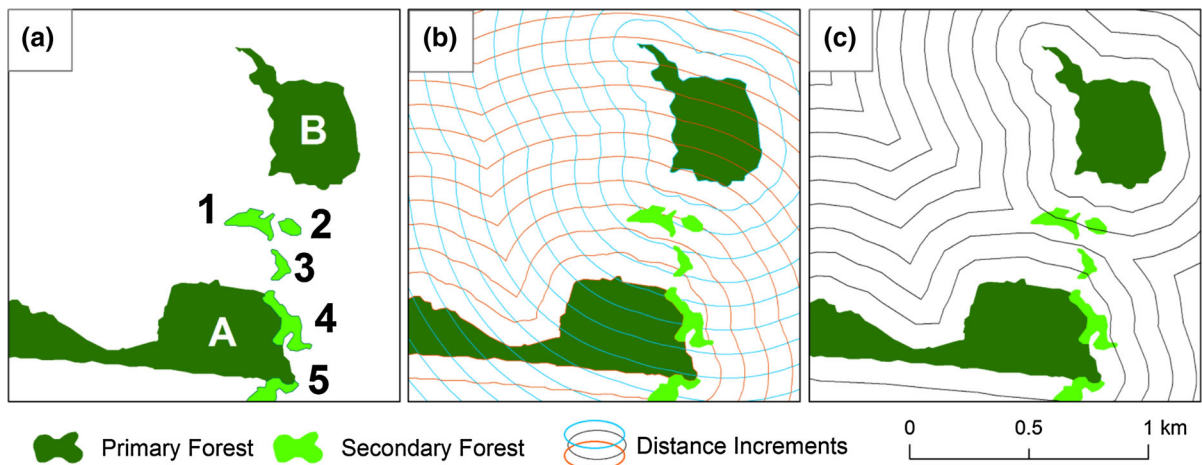 (a)
B
1
2
3
A
4
5
(b)
(c)
Primary Forest
Secondary Forest
Distance Increments
0 0.5 1 km